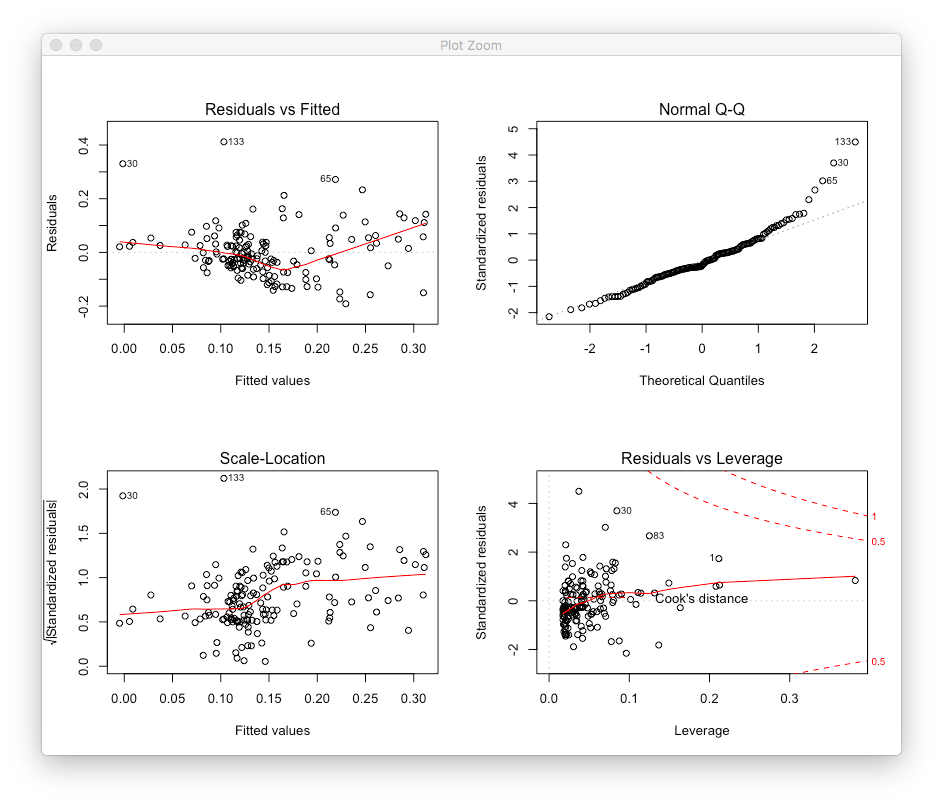 Plot Zoom
Residuals vs Fitted
Residuals
-0.2 0.0 0.2 0.4
133
30
65
0.00 0.05 0.10 0.15 0.20 0.25 0.30
Fitted values
Normal Q-Q
Standardized residuals
-2 -1 0 1 2 3 4 5
133
30
65
-2 -1 0 1 2
Theoretical Quantiles
Scale-Location
√|Standardized residuals|
0.0 0.5 1.0 1.5 2.0
133
30
65
0.00 0.05 0.10 0.15 0.20 0.25 0.30
Fitted values
Residuals vs Leverage
Standardized residuals
-2 0 2 4
30
83
1
Cook's distance
1
0.5
0.5
0.0 0.1 0.2 0.3
Leverage